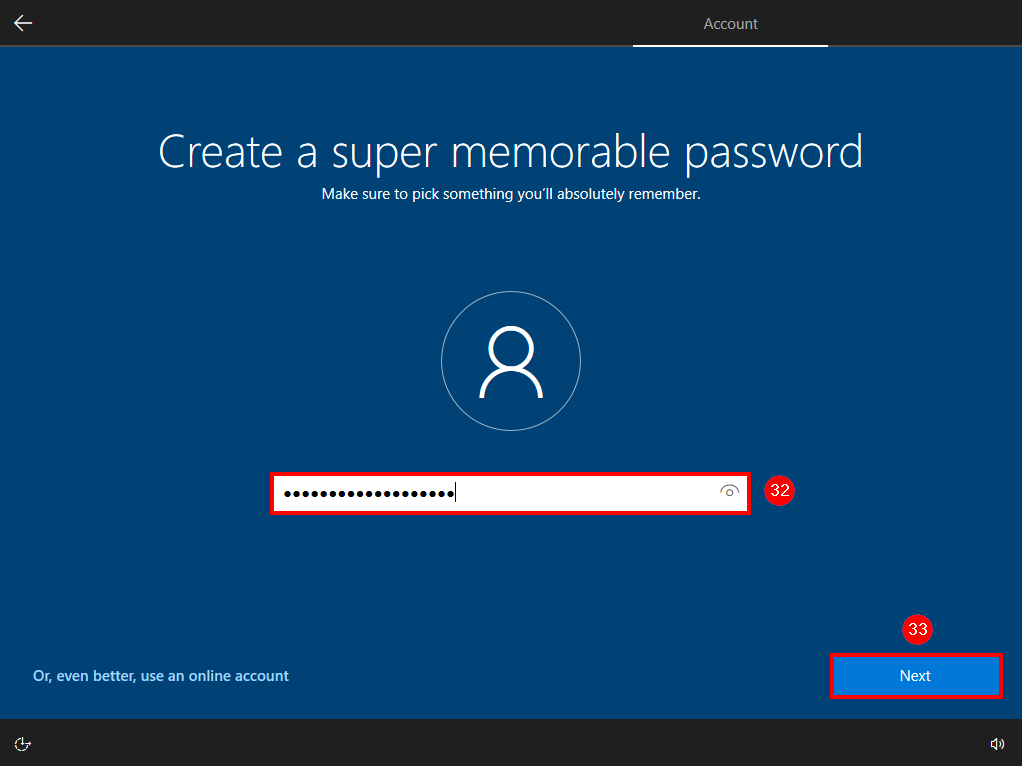 Account
Create a super memorable password
Make sure to pick something you’ll absolutely remember.
●●●●●●●●●●●●●●●●●●●
32
33
Or, even better, use an online account
Next